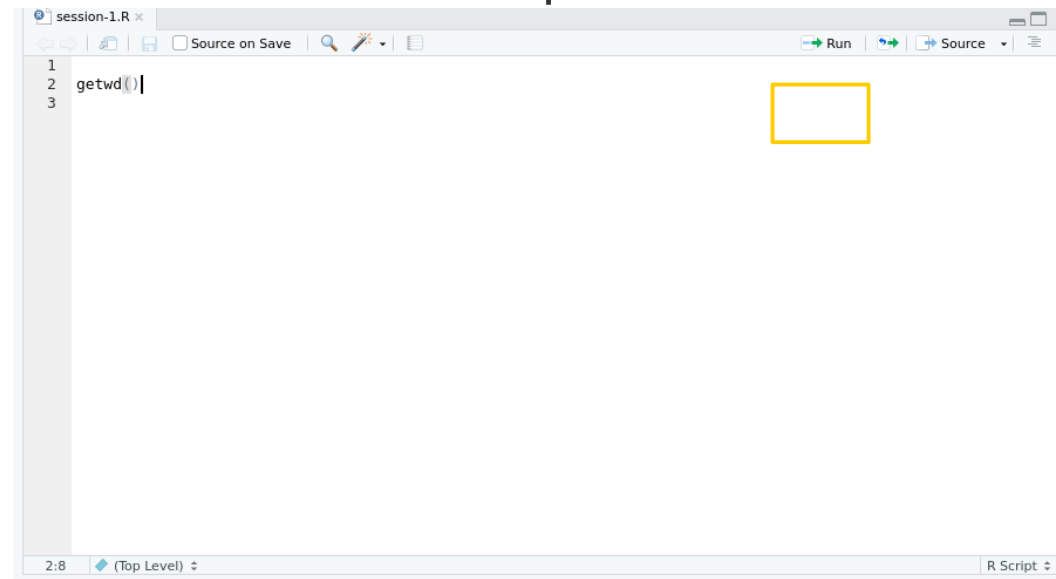 session-1.R
Source on Save
Run
Source
1
2 getwd()
3
2:8 (Top Level) R Script